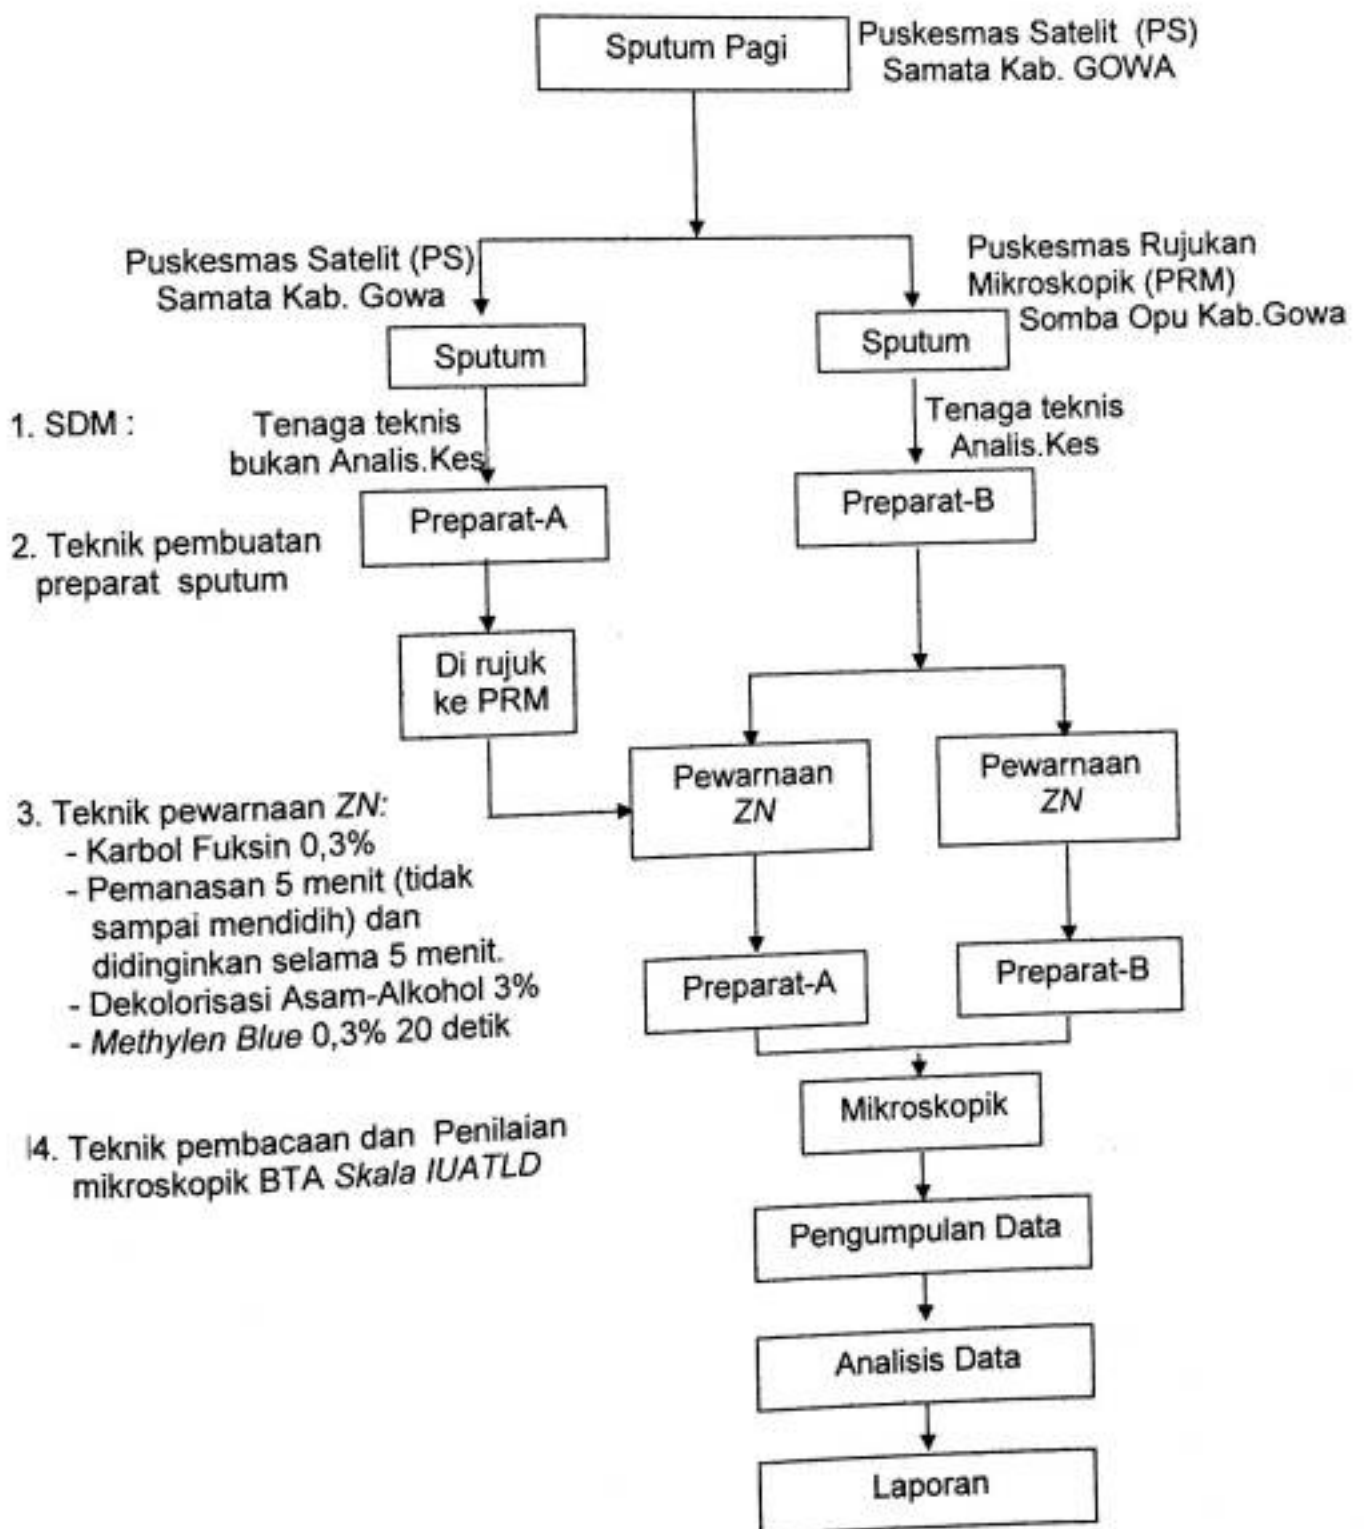 Sputum Pagi
Puskesmas Satelit (PS)
Samata Kab. GOWA
Puskesmas Satelit (PS)
Samata Kab. Gowa
Puskesmas Rujukan
Mikroskopik (PRM)
Somba Opu Kab.Gowa
Sputum
Sputum
1. SDM :
Tenaga teknis
bukan Analis.Kes
Tenaga teknis
Analis.Kes
Preparat-A
Preparat-B
2. Teknik pembuatan
preparat sputum
Di rujuk
ke PRM
Pewarnaan
ZN
Pewarnaan
ZN
3. Teknik pewarnaan ZN:
- Karbol Fuksin 0,3%
- Pemanasan 5 menit (tidak
sampai mendidih) dan
didinginkan selama 5 menit.
- Dekolorisasi Asam-Alkohol 3%
- Methylen Blue 0,3% 20 detik
Preparat-A
Preparat-B
Mikroskopik
4. Teknik pembacaan dan Penilaian
mikroskopik BTA Skala IUATLD
Pengumpulan Data
Analisis Data
Laporan